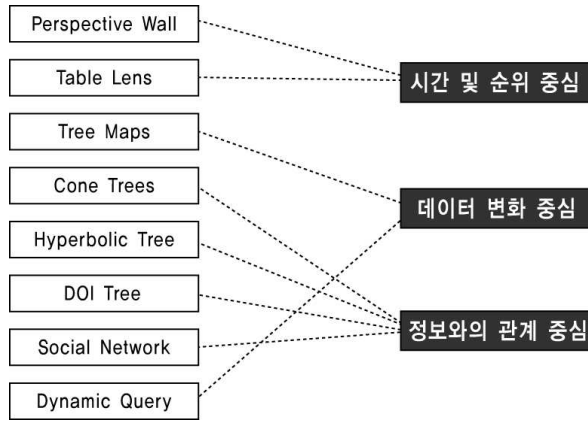 Perspective Wall
Table Lens
Tree Maps
Cone Trees
Hyperbolic Tree
DOI Tree
Social Network
Dynamic Query
시간 및 순위 중심
데이터 변화 중심
정보와의 관계 중심